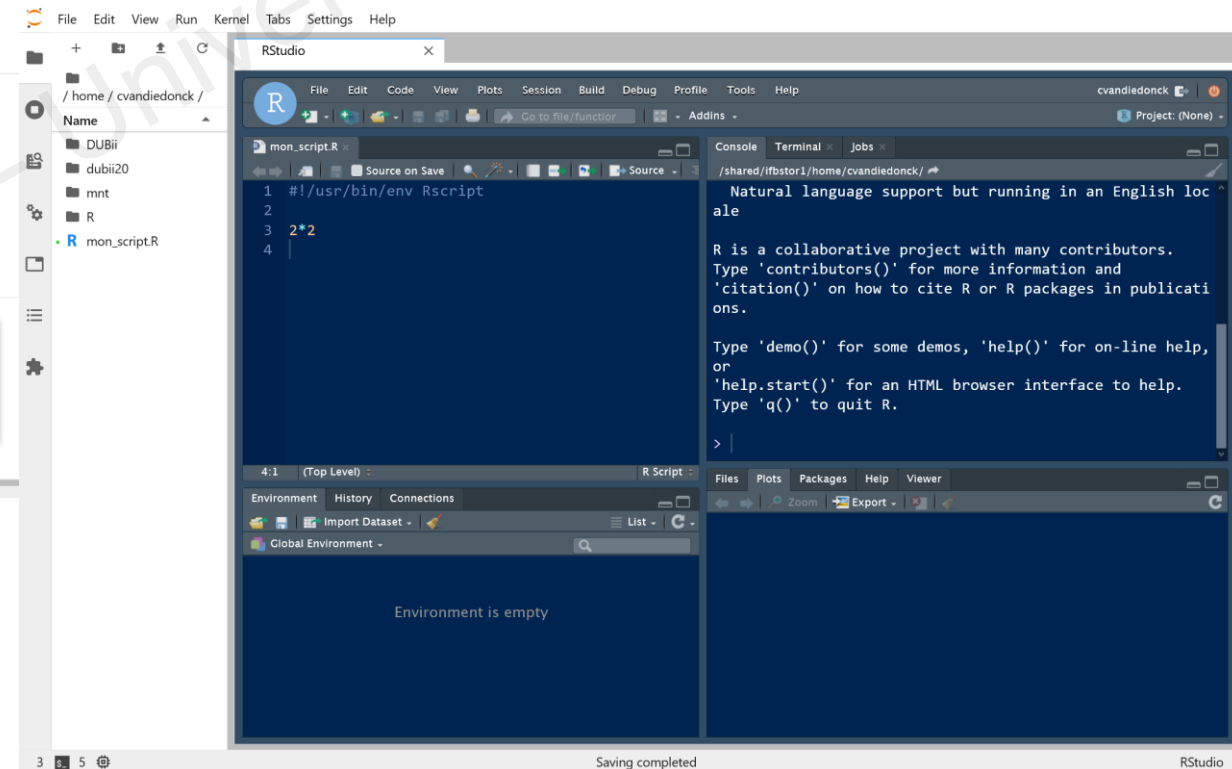 File Edit View Run Kernel Tabs Settings Help
RStudio
/ home / cvandiedonck /
Name
DUBii
dubii20
mnt
R
R mon_script.R
R
File Edit Code View Plots Session Build Debug Profile Tools Help
cvandiedonck
Go to file/function
Addins
Project: (None)
mon_script.R
Source on Save
Source
1 #!/usr/bin/env Rscript
2
3 2*2
4
4:1 (Top Level)
R Script
Environment History Connections
Import Dataset
List
Global Environment
Environment is empty
Console Terminal Jobs
/shared/ifbstor1/home/cvandiedonck/
Natural language support but running in an English loc
ale
R is a collaborative project with many contributors.
Type 'contributors()' for more information and
'citation()' on how to cite R or R packages in publicati
ons.
Type 'demo()' for some demos, 'help()' for on-line help,
or
'help.start()' for an HTML browser interface to help.
Type 'q()' to quit R.
>
Files Plots Packages Help Viewer
Zoom Export
3 $_ 5
Saving completed
RStudio